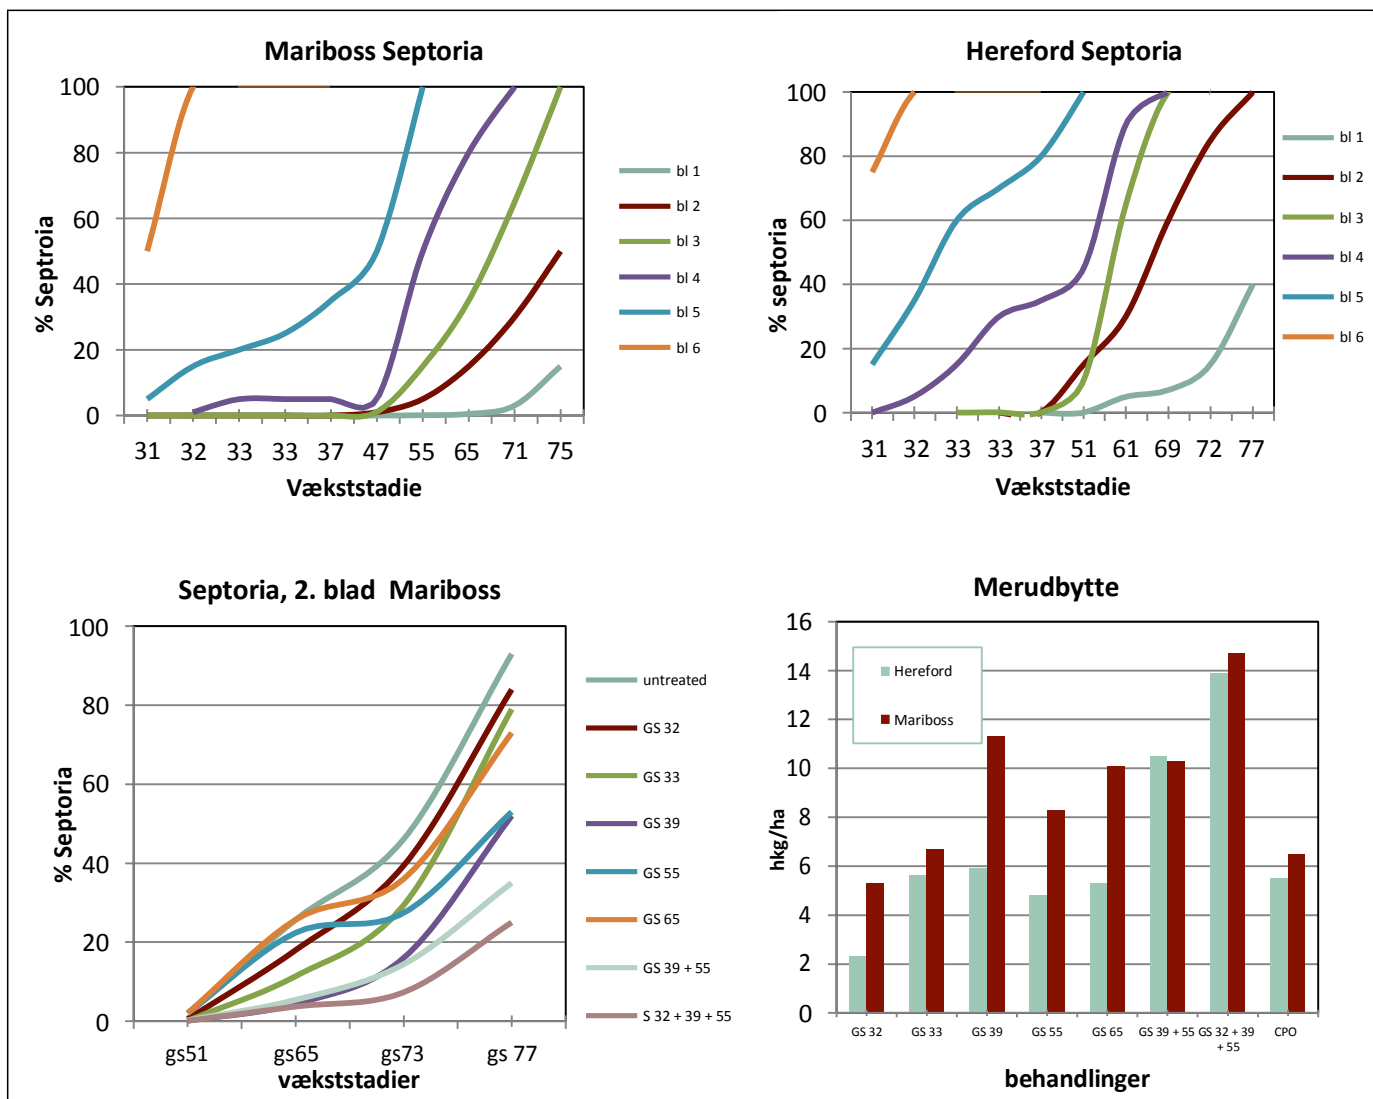 Mariboss Septoria
100
80
60
40
20
0
% Septroia
31 32 33 33 37 47 55 65 71 75
Vækststadie
bl 1
bl 2
bl 3
bl 4
bl 5
bl 6
Hereford Septoria
100
80
60
40
20
0
% septoria
31 32 33 33 37 51 61 69 72 77
Vækststadie
bl 1
bl 2
bl 3
bl 4
bl 5
bl 6
Septoria, 2. blad Mariboss
100
80
60
40
20
0
% Septoria
gs51 gs65 gs73 gs 77
vækststadier
untreated
GS 32
GS 33
GS 39
GS 55
GS 65
GS 39 + 55
S 32 + 39 + 55
Merudbytte
16
14
12
10
8
6
4
2
0
hkg/ha
Hereford
Mariboss
GS 32 GS 33 GS 39 GS 55 GS 65 GS 39 + 55 GS 32 + 39 CPO
+ 55
behandlinger